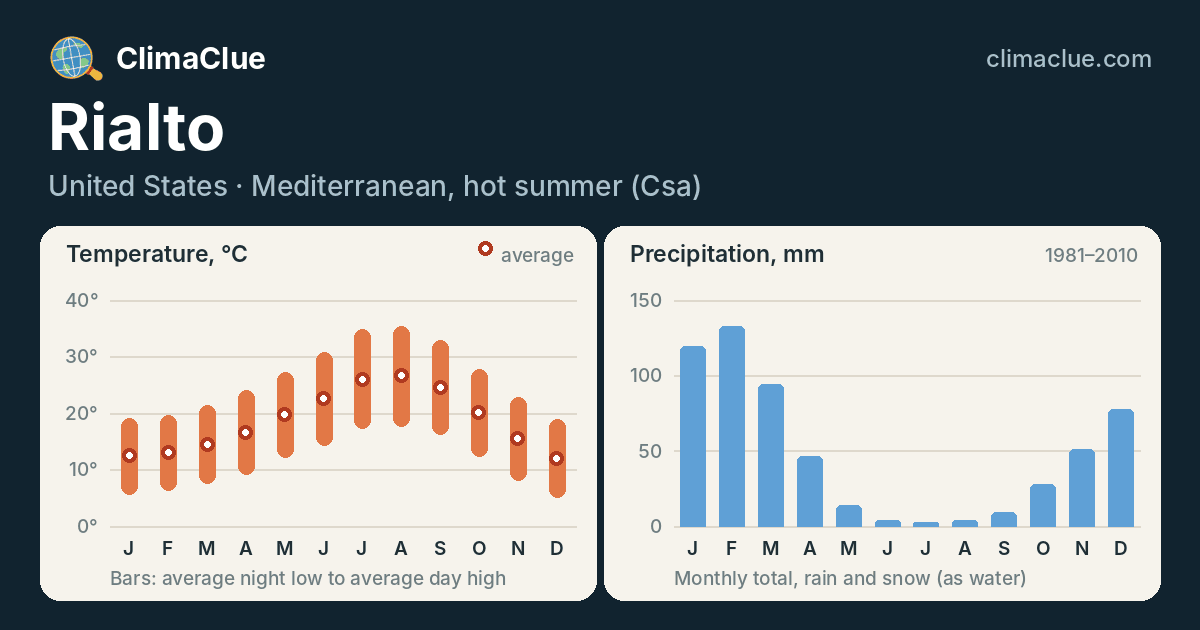 ClimaClue
climaclue.com
Rialto
United States · Mediterranean, hot summer (Csa)
Temperature, °C
average
40°
30°
20°
10°
0°
J F M A M J J A S O N D
Bars: average night low to average day high
Precipitation, mm
1981–2010
150
100
50
0
J F M A M J J A S O N D
Monthly total, rain and snow (as water)